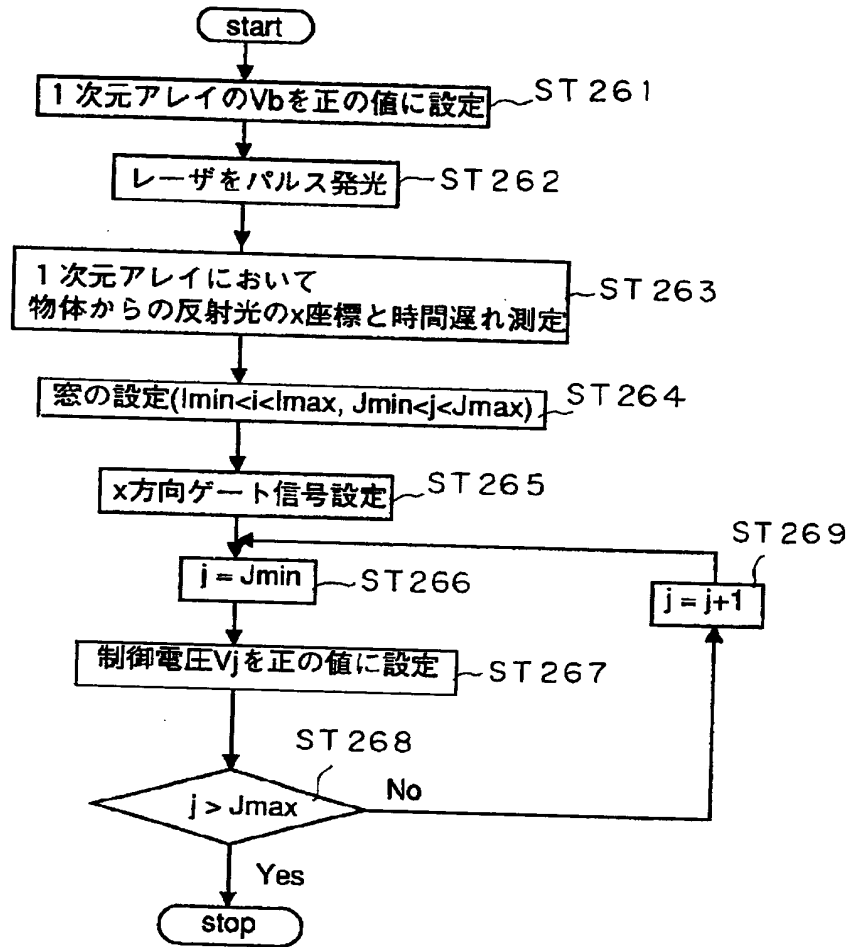 start
1次元アレイのVbを正の値に設定
ST261
レーザをパルス発光
ST262
1次元アレイにおいて
物体からの反射光のx座標と時間遅れ測定
ST263
窓の設定(Imin<i<Imax, Jmin<j<Jmax)
ST264
x方向ゲート信号設定
ST265
j = Jmin
ST266
ST269
j = j+1
制御電圧Vjを正の値に設定
ST267
ST268
j > Jmax
No
Yes
stop